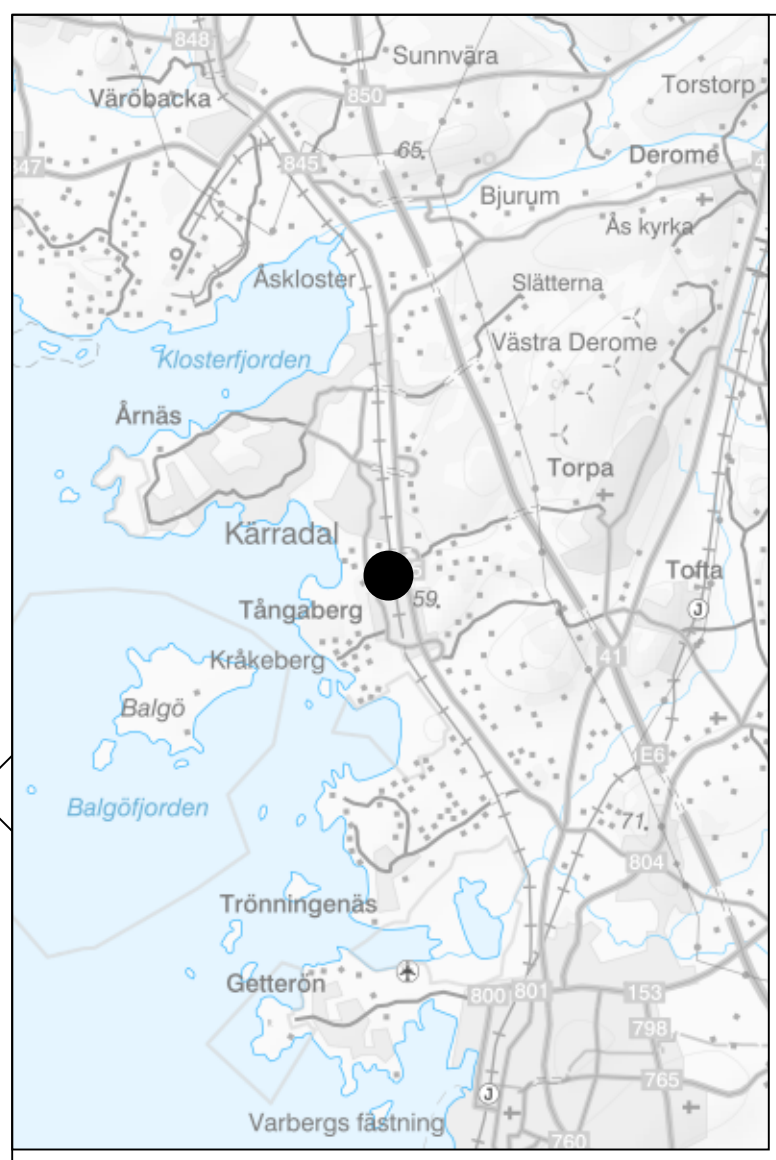 848
Sunnvära
Väröbacka
850
Torstorp
65.
847
845
Derome
4
Bjurum
Ås kyrka
Åskloster
Slätterna
Klosterfjorden
Västra Derome
Årnäs
Torpa
Kärradal
Tofta
59.
Tångaberg
J
Kråkeberg
41
Balgö
E6
Balgöfjorden
71.
804
Trönningenäs
Getterön
800
801
153
798
765
J
Varbergs fästning
760